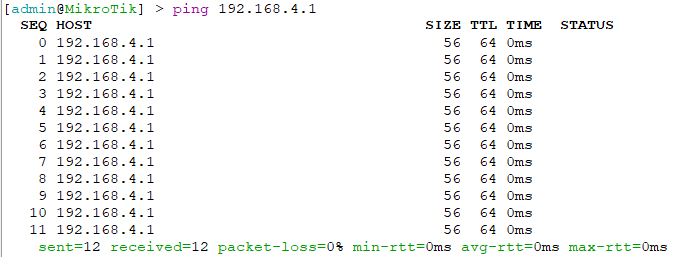 [admin@MikroTik] > ping 192.168.4.1
SEQ HOST SIZE TTL TIME STATUS
0 192.168.4.1 56 64 0ms
1 192.168.4.1 56 64 0ms
2 192.168.4.1 56 64 0ms
3 192.168.4.1 56 64 0ms
4 192.168.4.1 56 64 0ms
5 192.168.4.1 56 64 0ms
6 192.168.4.1 56 64 0ms
7 192.168.4.1 56 64 0ms
8 192.168.4.1 56 64 0ms
9 192.168.4.1 56 64 0ms
10 192.168.4.1 56 64 0ms
11 192.168.4.1 56 64 0ms
sent=12 received=12 packet-loss=0% min-rtt=0ms avg-rtt=0ms max-rtt=0ms